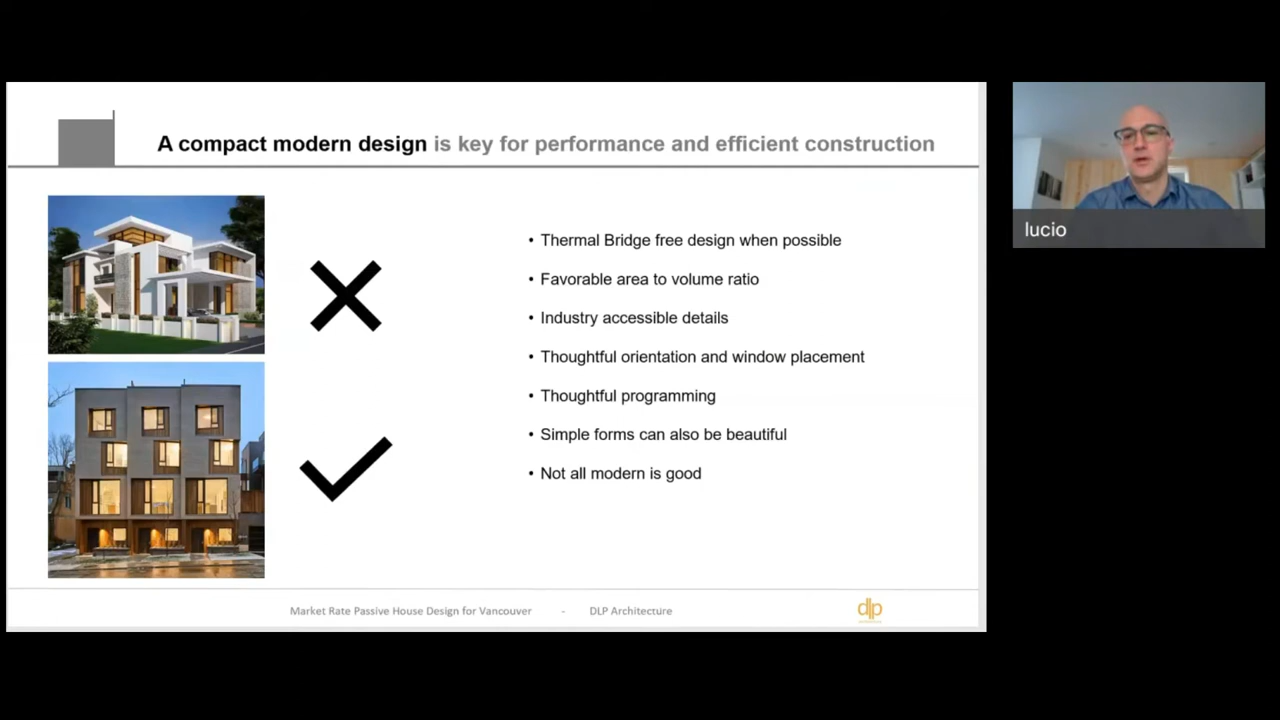 A compact modern design is key for performance and efficient construction
• Thermal Bridge free design when possible
• Favorable area to volume ratio
• Industry accessible details
• Thoughtful orientation and window placement
• Thoughtful programming
• Simple forms can also be beautiful
• Not all modern is good
Market Rate Passive House Design for Vancouver - DLP Architecture
dlp
lucio